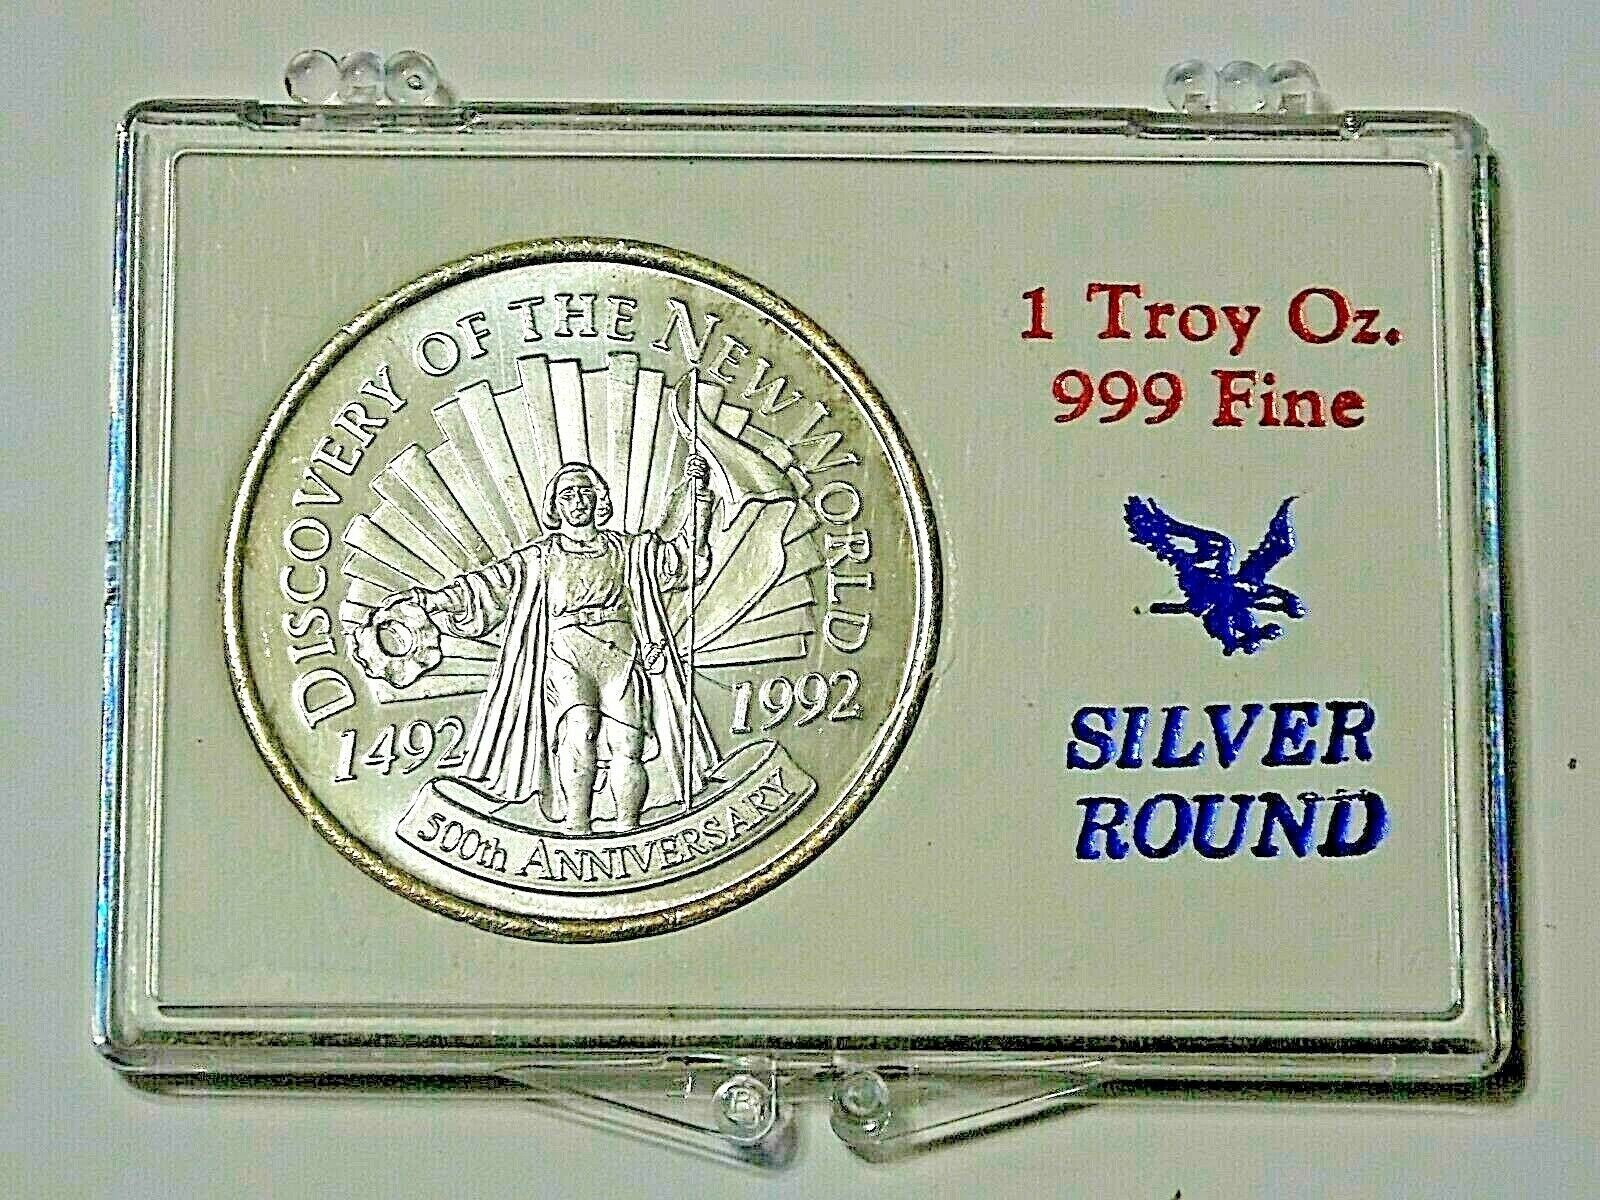 DISCOVERY OF THE NEW WORLD
1492
1992
500th ANNIVERSARY
1 Troy Oz.
999 Fine
SILVER
ROUND